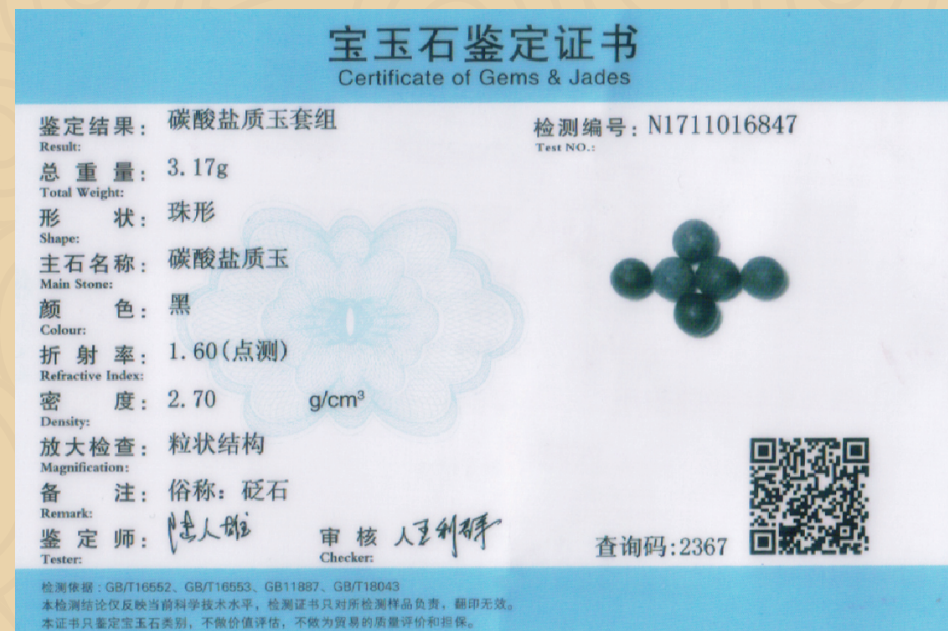 宝玉石鉴定证书
Certificate of Gems & Jades
鉴定结果: 碳酸盐质玉套组
Result:
检测编号: N1711016847
Test NO.:
总重量: 3.17g
Total Weight:
形状: 珠形
Shape:
主石名称: 碳酸盐质玉
Main Stone:
颜色: 黑
Colour:
折射率: 1.60(点测)
Refractive Index:
密度: 2.70 g/cm³
Density:
放大检查: 粒状结构
Magnification:
备注: 俗称: 砭石
Remark:
鉴定师:
Tester:
审核人 王利群
Checker:
查询码:2367
检测依据:GB/T16552、GB/T16553、GB11887、GB/T18043
本检测结论仅反映当前科学技术水平,检测证书只对所检测样品负责,翻印无效。
本证书只鉴定宝玉石类别,不做价值评估,不做为贸易的质量评价和担保。